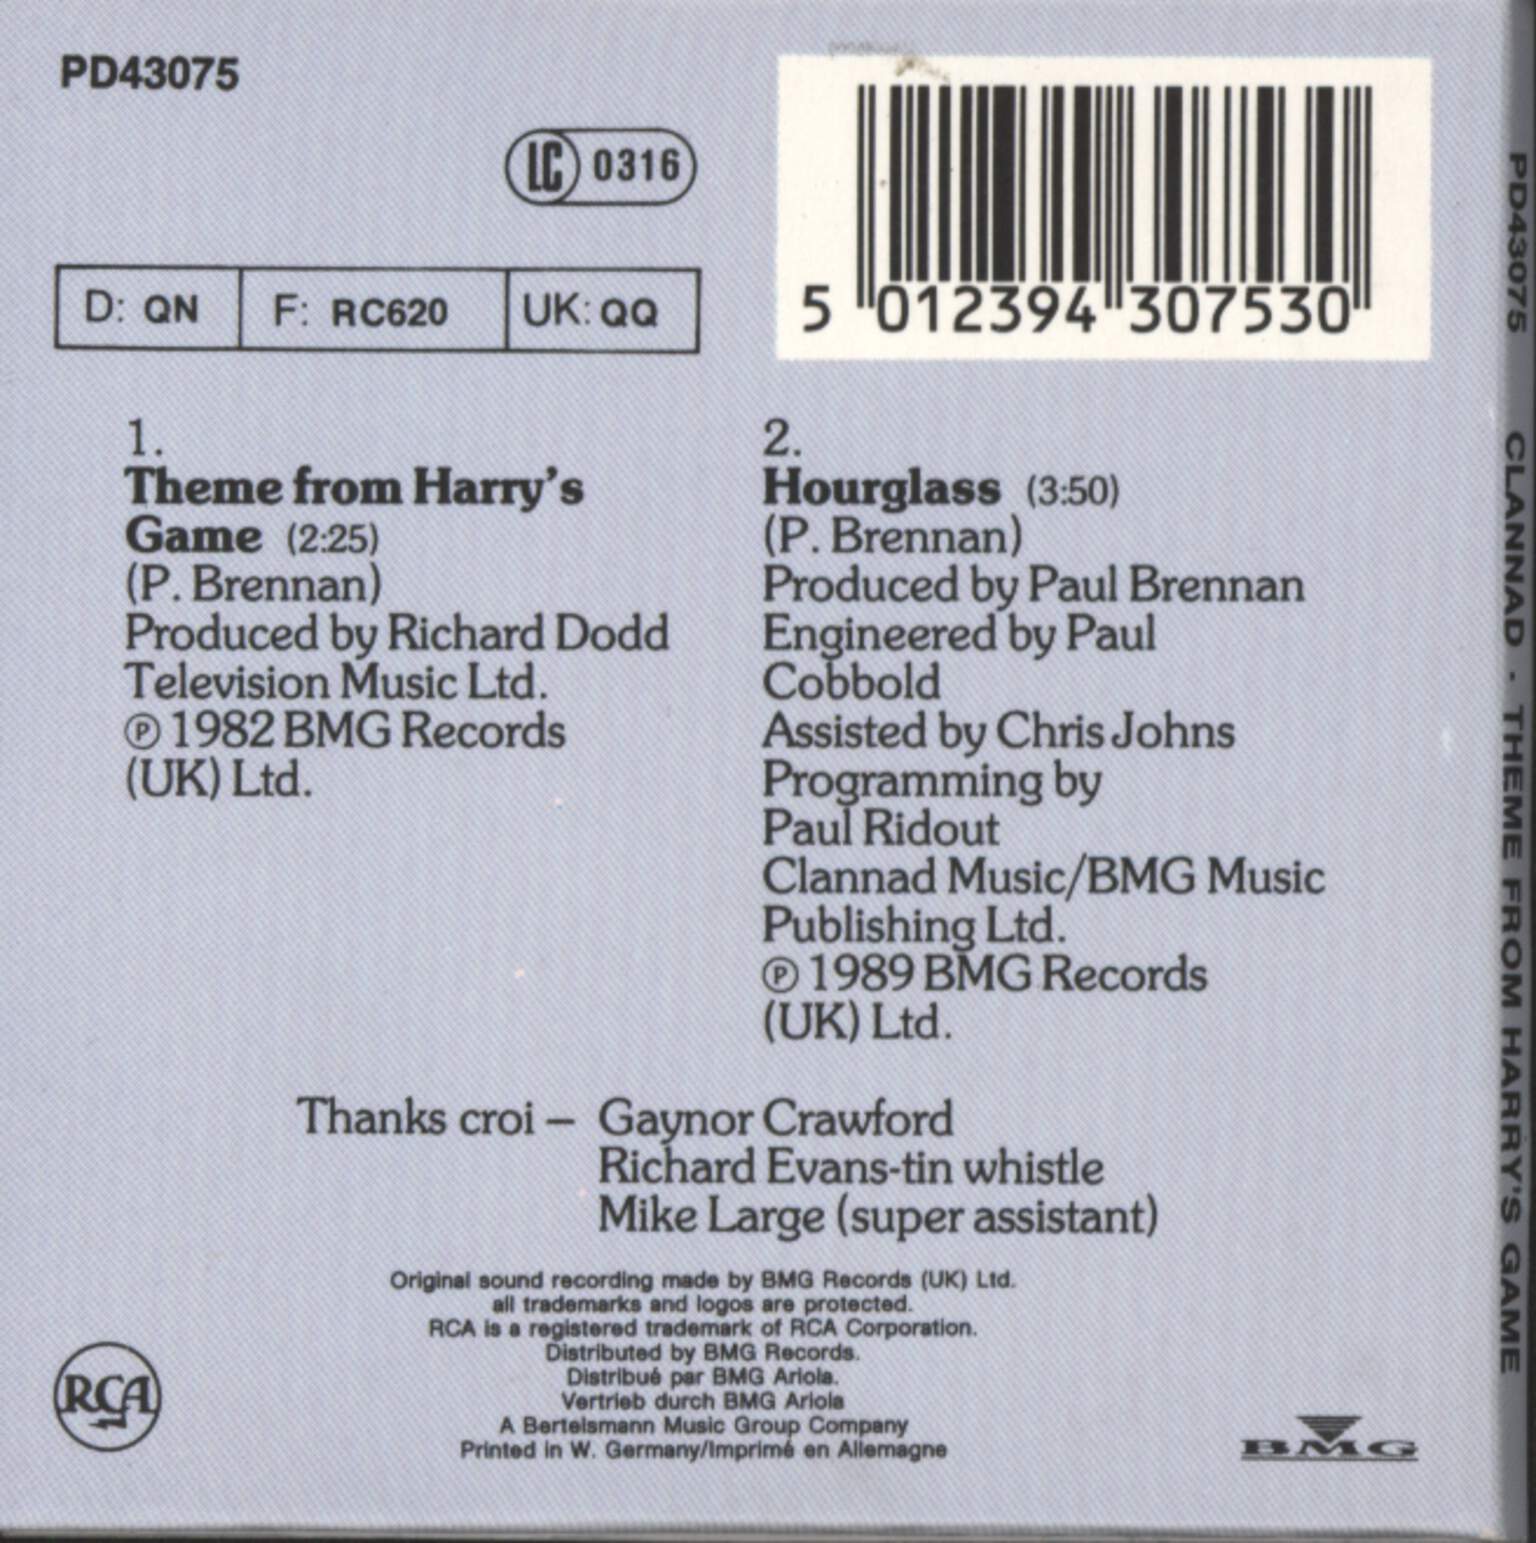 PD43075
LC 0316
D: QN F: RC620 UK: QQ
5 012394 307530
1.
Theme from Harry's
Game (2:25)
(P. Brennan)
Produced by Richard Dodd
Television Music Ltd.
℗ 1982 BMG Records
(UK) Ltd.
2.
Hourglass (3:50)
(P. Brennan)
Produced by Paul Brennan
Engineered by Paul
Cobbold
Assisted by Chris Johns
Programming by
Paul Ridout
Clannad Music/BMG Music
Publishing Ltd.
℗ 1989 BMG Records
(UK) Ltd.
Thanks croi – Gaynor Crawford
Richard Evans-tin whistle
Mike Large (super assistant)
Original sound recording made by BMG Records (UK) Ltd.
all trademarks and logos are protected.
RCA is a registered trademark of RCA Corporation.
Distributed by BMG Records.
Distribué par BMG Ariola.
Vertrieb durch BMG Ariola
A Bertelsmann Music Group Company
Printed in W. Germany/Imprimé en Allemagne
RCA
BMG
PD43075 CLANNAD · THEME FROM HARRY'S GAME